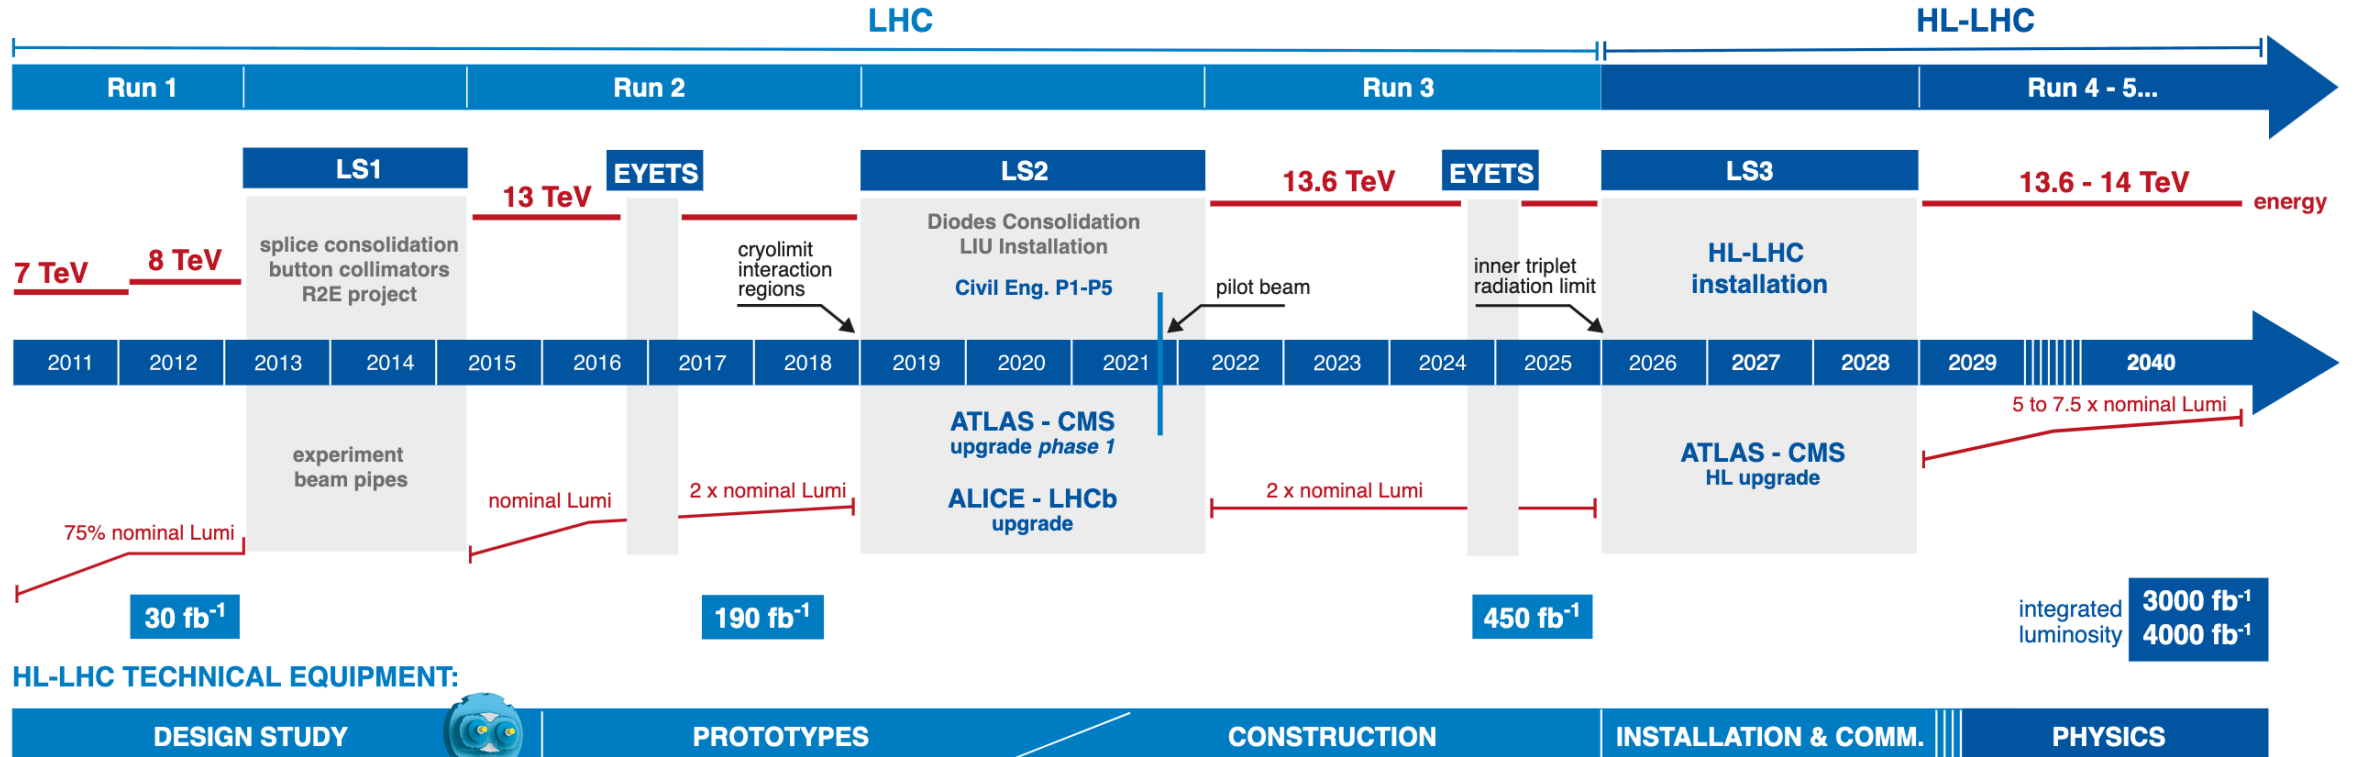 LHC
HL-LHC
Run 1
Run 2
Run 3
Run 4 - 5...
LS1
EYETS
LS2
EYETS
LS3
13 TeV
13.6 TeV
13.6 - 14 TeV
energy
7 TeV
8 TeV
splice consolidation
button collimators
R2E project
cryolimit
interaction
regions
Diodes Consolidation
LIU Installation
Civil Eng. P1-P5
pilot beam
inner triplet
radiation limit
HL-LHC
installation
2011
2012
2013
2014
2015
2016
2017
2018
2019
2020
2021
2022
2023
2024
2025
2026
2027
2028
2029
2040
experiment
beam pipes
ATLAS - CMS
upgrade phase 1
ALICE - LHCb
upgrade
ATLAS - CMS
HL upgrade
5 to 7.5 x nominal Lumi
75% nominal Lumi
nominal Lumi
2 x nominal Lumi
2 x nominal Lumi
30 fb⁻¹
190 fb⁻¹
450 fb⁻¹
integrated
luminosity
3000 fb⁻¹
4000 fb⁻¹
HL-LHC TECHNICAL EQUIPMENT:
DESIGN STUDY
PROTOTYPES
CONSTRUCTION
INSTALLATION & COMM.
PHYSICS